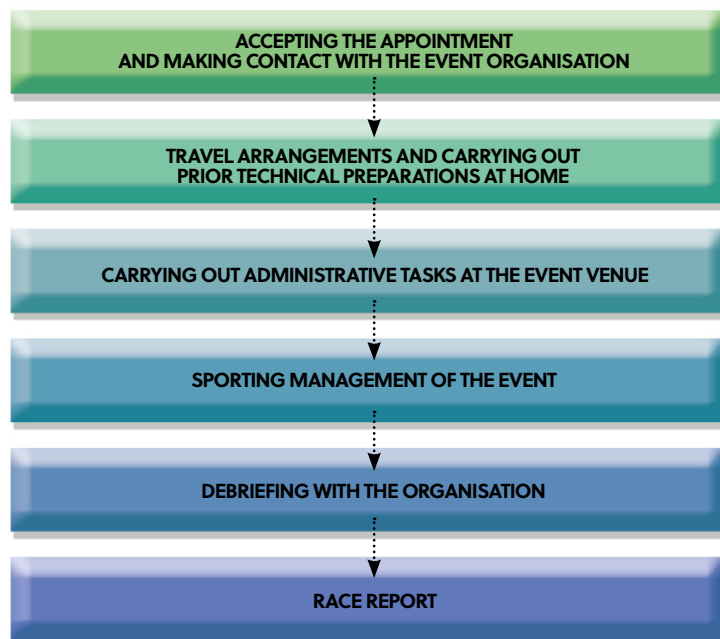 ACCEPTING THE APPOINTMENT
AND MAKING CONTACT WITH THE EVENT ORGANISATION
TRAVEL ARRANGEMENTS AND CARRYING OUT
PRIOR TECHNICAL PREPARATIONS AT HOME
CARRYING OUT ADMINISTRATIVE TASKS AT THE EVENT VENUE
SPORTING MANAGEMENT OF THE EVENT
DEBRIEFING WITH THE ORGANISATION
RACE REPORT